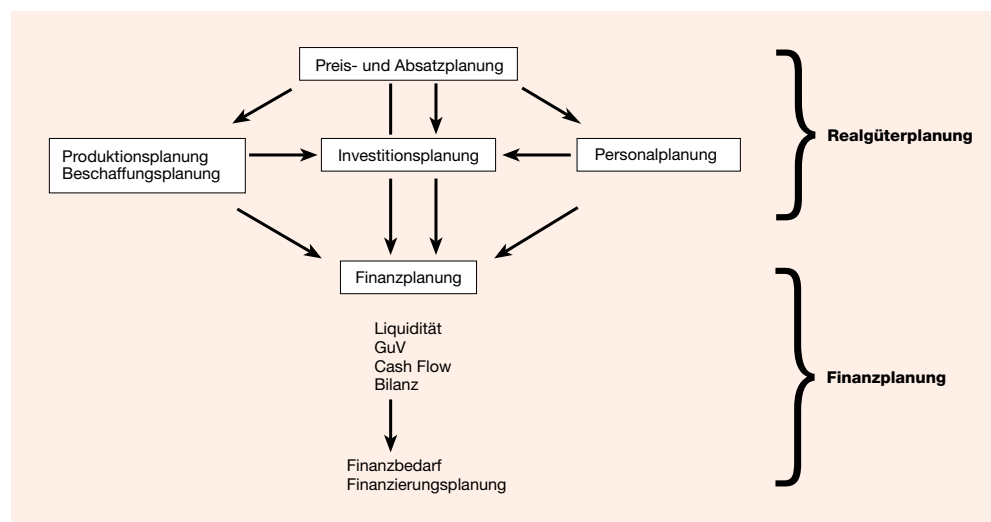 Preis- und Absatzplanung
Produktionsplanung
Beschaffungsplanung
Investitionsplanung
Personalplanung
Realgüterplanung
Finanzplanung
Liquidität
GuV
Cash Flow
Bilanz
Finanzplanung
Finanzbedarf
Finanzierungsplanung